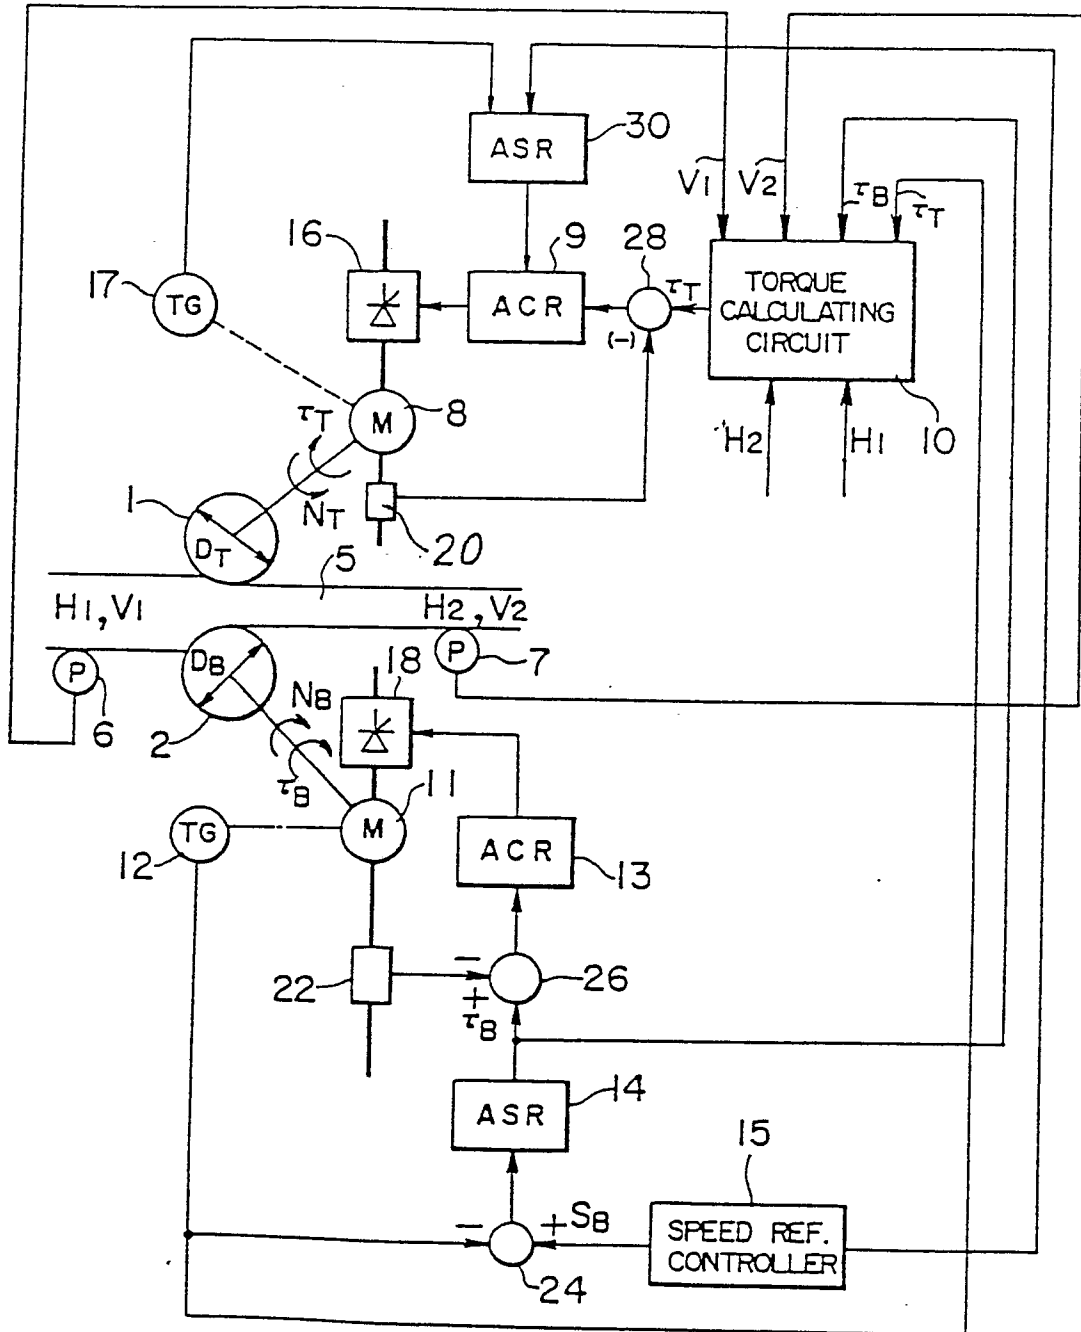 30
ASR
V1
V2
τB
τT
16
9
28
17
TG
ACR
τT
TORQUE
CALCULATING
CIRCUIT
(-)
M
8
τT
H2
H1
10
1
NT
20
DT
5
H1,V1
H2,V2
P
6
DB
18
P
7
NB
2
τB
11
TG
M
12
ACR
13
22
-
26
+
τB
14
ASR
15
-
+
SB
SPEED REF.
CONTROLLER
24